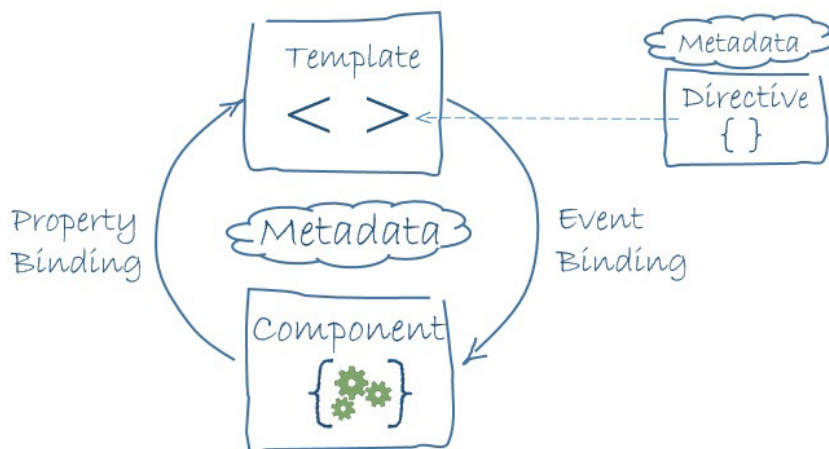 Template
< >
Metadata
Directive
{ }
Property
Binding
Metadata
Event
Binding
Component
{ }